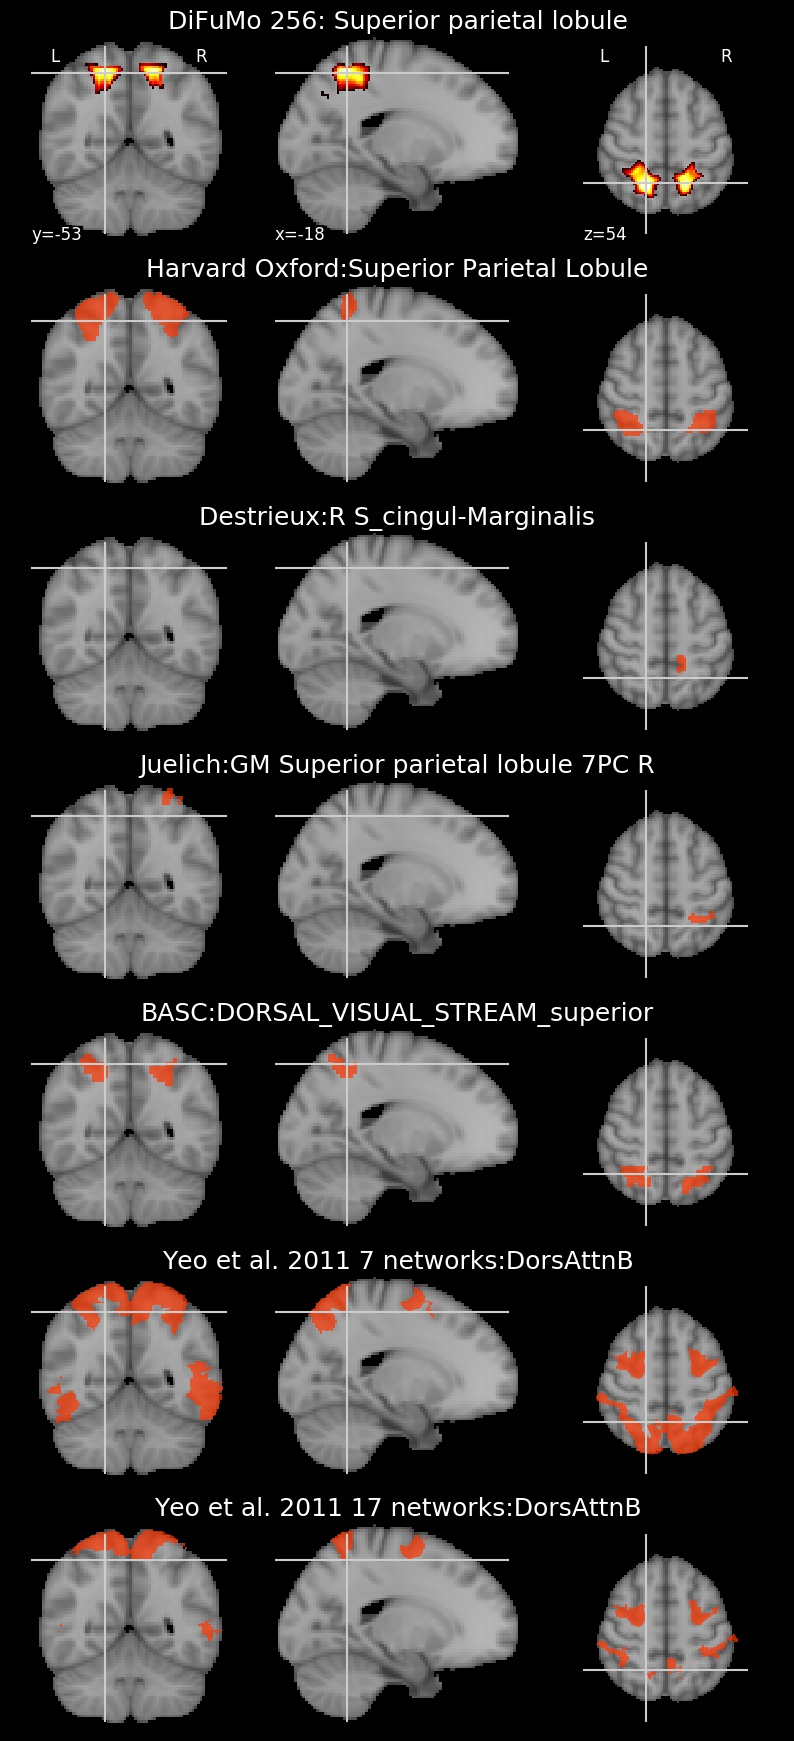 DiFuMo 256: Superior parietal lobule
L R L R
y=-53 x=-18 z=54
Harvard Oxford:Superior Parietal Lobule
Destrieux:R S_cingul-Marginalis
Juelich:GM Superior parietal lobule 7PC R
BASC:DORSAL_VISUAL_STREAM_superior
Yeo et al. 2011 7 networks:DorsAttnB
Yeo et al. 2011 17 networks:DorsAttnB